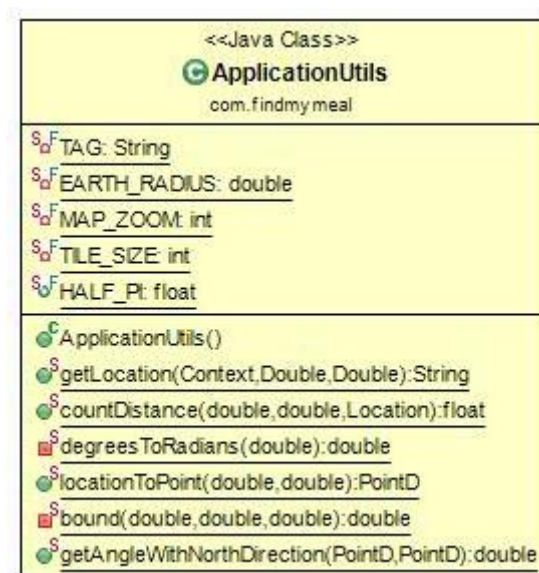 <<Java Class>>
C ApplicationUtils
com.findmymeal
S F TAG: String
S F EARTH_RADIUS: double
S F MAP_ZOOM: int
S F TILE_SIZE: int
S F HALF_PI: float
C ApplicationUtils()
S getLocation(Context,Double,Double):String
S countDistance(double,double,Location):float
S degreesToRadians(double):double
S locationToPoint(double,double):PointD
S bound(double,double,double):double
S getAngleWithNorthDirection(PointD,PointD):double